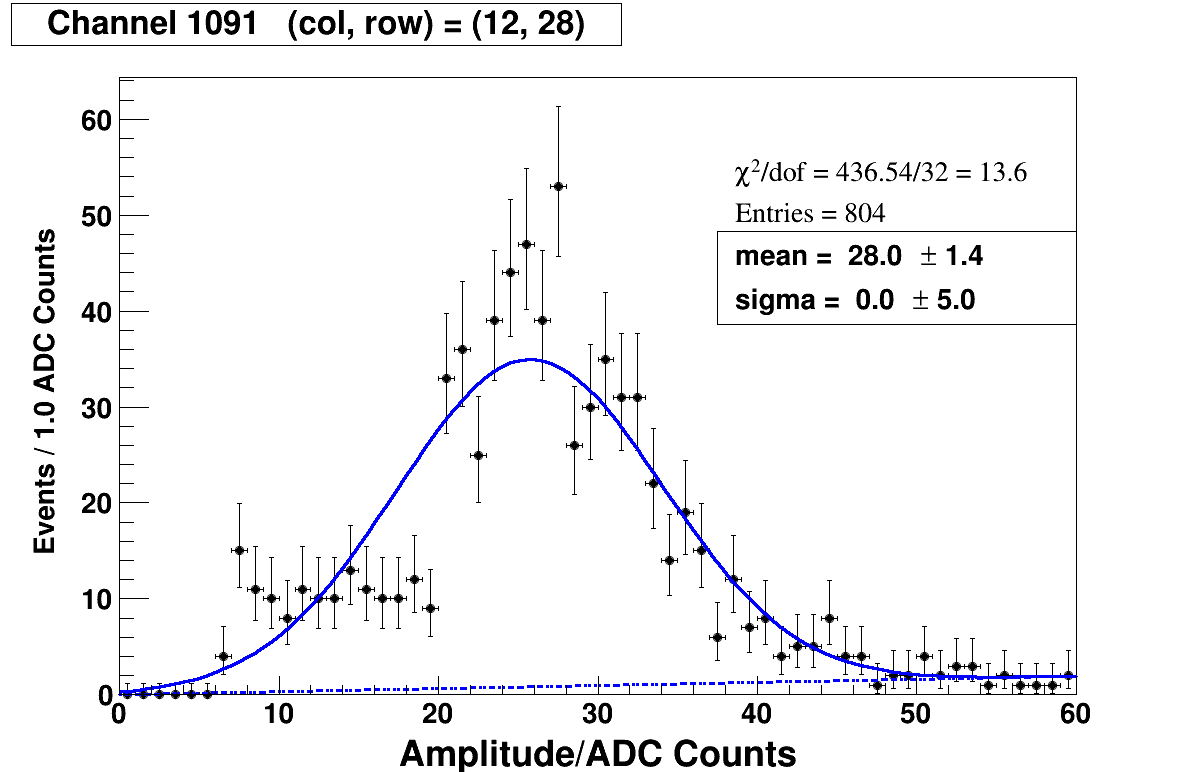 Channel 1091 (col, row) = (12, 28)
60
50
40
30
20
10
0
Events / 1.0 ADC Counts
χ²/dof = 436.54/32 = 13.6
Entries = 804
mean = 28.0 ± 1.4
sigma = 0.0 ± 5.0
0 10 20 30 40 50 60
Amplitude/ADC Counts